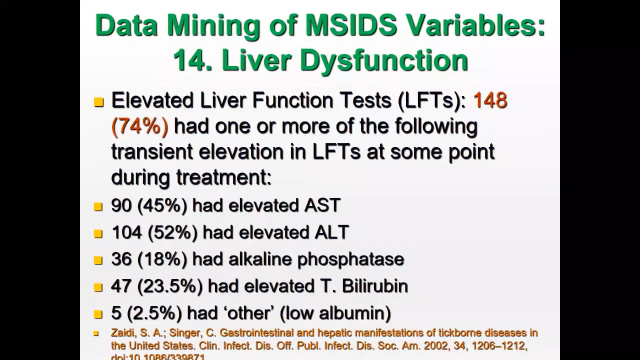 Data Mining of MSIDS Variables:
14. Liver Dysfunction
Elevated Liver Function Tests (LFTs): 148
(74%) had one or more of the following
transient elevation in LFTs at some point
during treatment:
90 (45%) had elevated AST
104 (52%) had elevated ALT
36 (18%) had alkaline phosphatase
47 (23.5%) had elevated T. Bilirubin
5 (2.5%) had ‘other’ (low albumin)
Zaidi, S. A.; Singer, C. Gastrointestinal and hepatic manifestations of tickborne diseases in
the United States. Clin. Infect. Dis. Off. Publ. Infect. Dis. Soc. Am. 2002, 34, 1206–1212,
doi:10.1086/339871